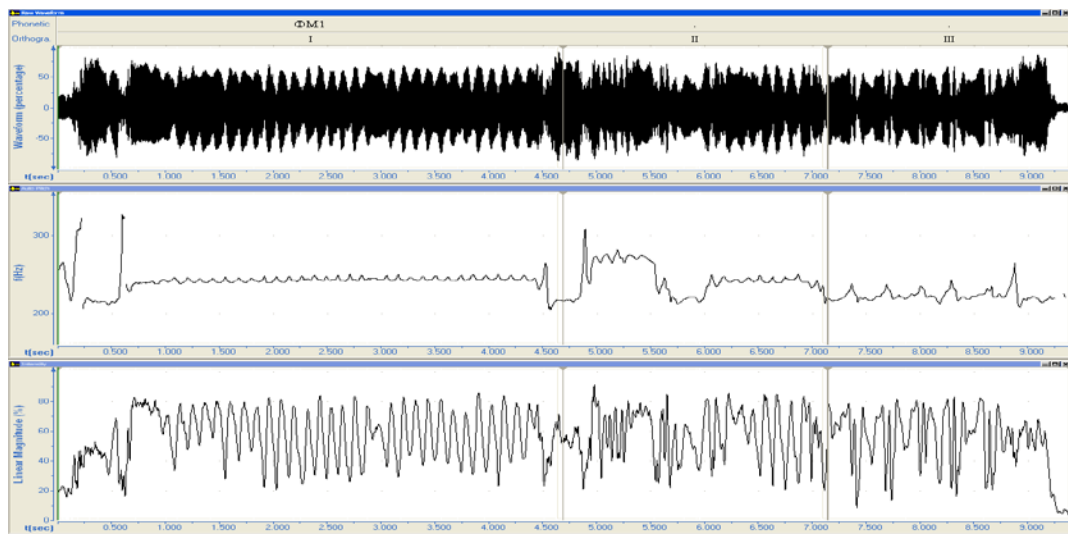 Phonetic. ФМ1 . .
Orthogra. I II III
Waveform (percentage)
50
0
-50
t(sec) 0.500 1.000 1.500 2.000 2.500 3.000 3.500 4.000 4.500 5.000 5.500 6.000 6.500 7.000 7.500 8.000 8.500 9.000
f(Hz)
300
200
t(sec) 0.500 1.000 1.500 2.000 2.500 3.000 3.500 4.000 4.500 5.000 5.500 6.000 6.500 7.000 7.500 8.000 8.500 9.000
Linear Magnitude (%)
80
60
40
20
0
t(sec) 0.500 1.000 1.500 2.000 2.500 3.000 3.500 4.000 4.500 5.000 5.500 6.000 6.500 7.000 7.500 8.000 8.500 9.000